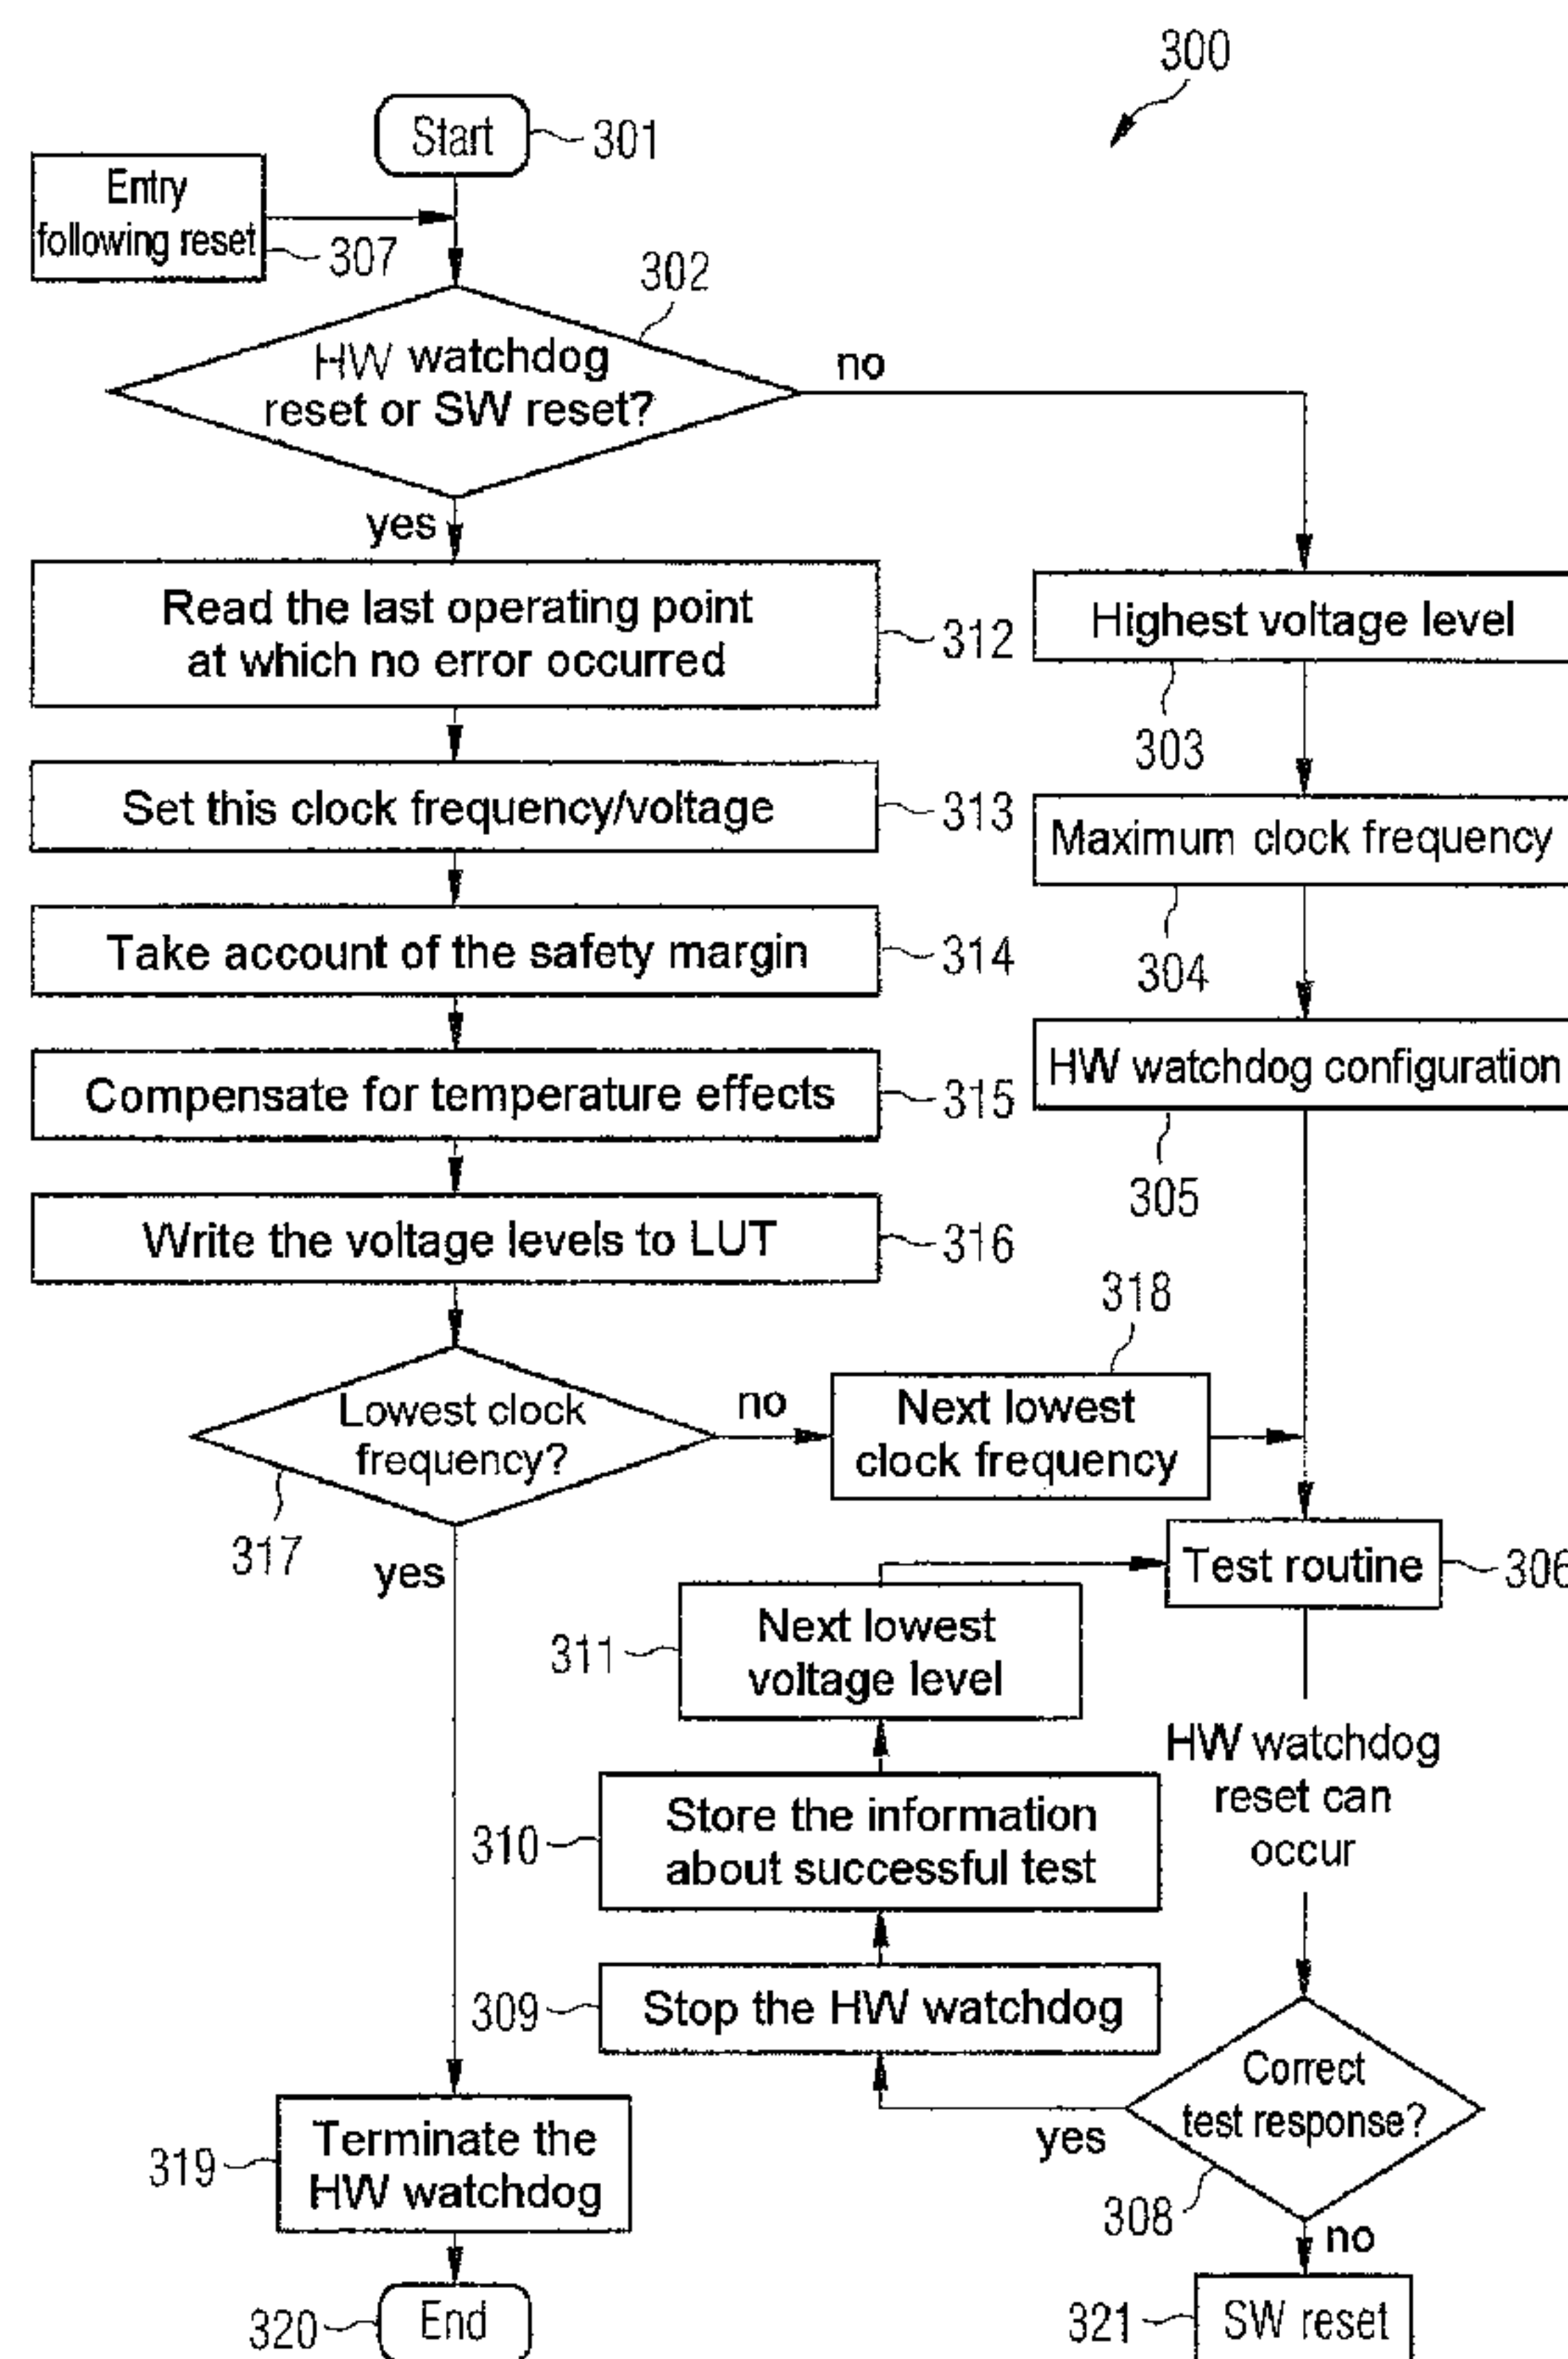 300
Start
301
Entry
following reset
307
302
HW watchdog
reset or SW reset?
no
yes
Read the last operating point
at which no error occurred
312
Highest voltage level
303
Set this clock frequency/voltage
313
Maximum clock frequency
304
Take account of the safety margin
314
HW watchdog configuration
305
Compensate for temperature effects
315
Write the voltage levels to LUT
316
318
Lowest clock
frequency?
317
no
Next lowest
clock frequency
yes
Test routine
306
Next lowest
voltage level
311
HW watchdog
reset can
occur
Store the information
about successful test
310
Stop the HW watchdog
309
Correct
test response?
308
yes
no
Terminate the
HW watchdog
319
End
320
SW reset
321